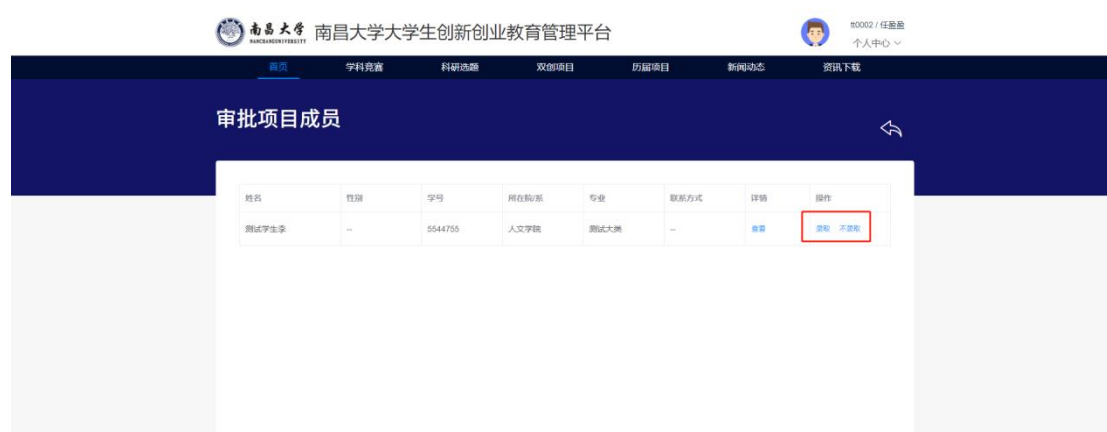 南昌大学 南昌大学大学生创新创业教育管理平台
NANCHANGUNIVERSITY
tt0002 / 任盈盈
个人中心
首页 学科竞赛 科研选题 双创项目 历届项目 新闻动态 资讯下载
审批项目成员
姓名 性别 学号 所在院/系 专业 联系方式 详情 操作
测试学生李 -- 5544755 人文学院 测试大类 -- 查看 录取 不录取